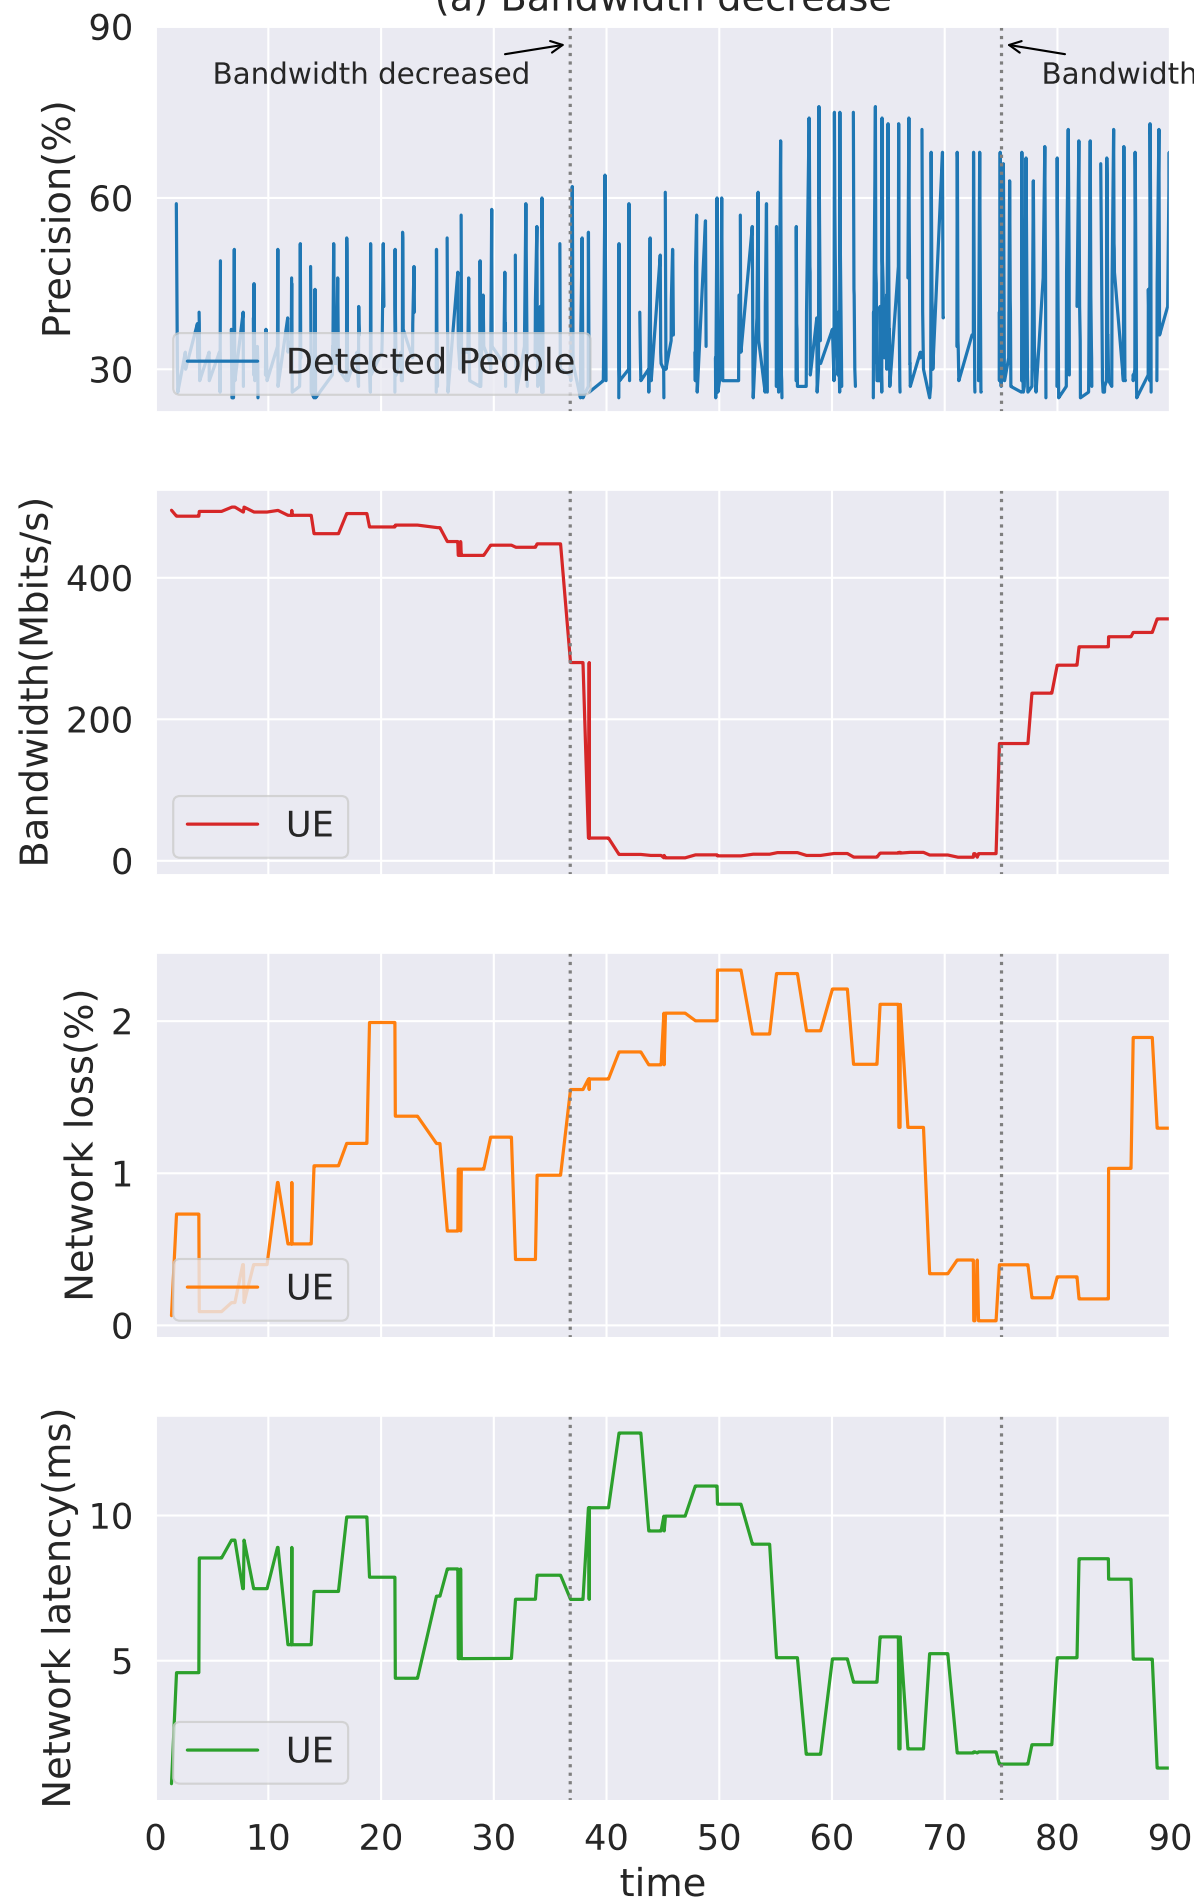 (a) Bandwidth decrease
90
Bandwidth decreased
Bandwidth
60
30
Precision(%)
Detected People
400
200
0
Bandwidth(Mbits/s)
UE
2
1
0
Network loss(%)
UE
10
5
Network latency(ms)
UE
0 10 20 30 40 50 60 70 80 90
time